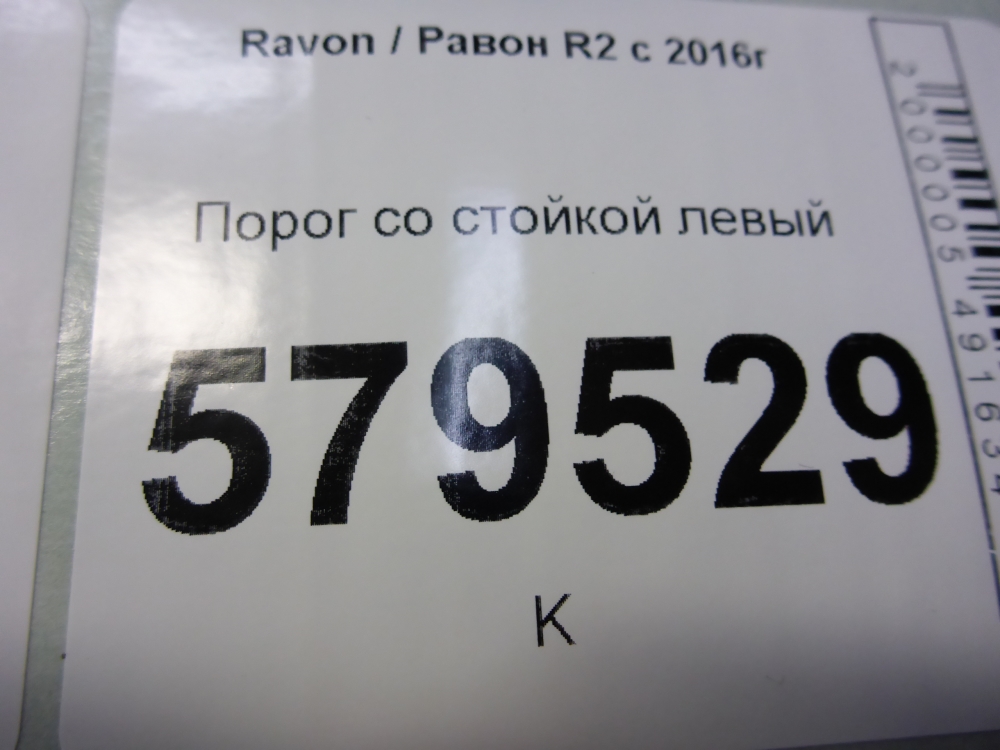 Ravon / Равон R2 с 2016г
Порог со стойкой левый
579529
К
2000005491634